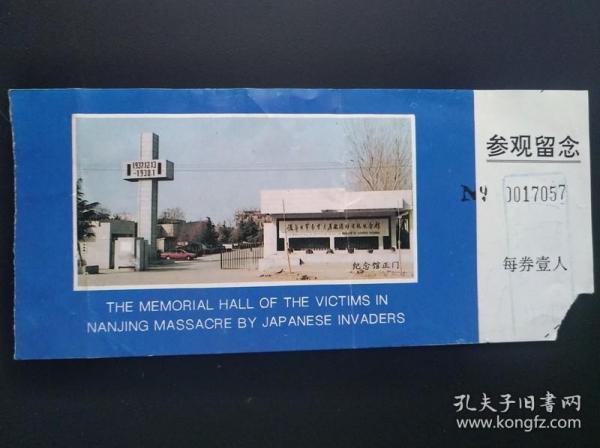 1937.12.13
-1938.1
侵华日军南京大屠杀遇难同胞纪念馆
纪念馆正门
THE MEMORIAL HALL OF THE VICTIMS IN
NANJING MASSACRE BY JAPANESE INVADERS
参观留念
№ 0017057
每券壹人
孔夫子旧书网
www.kongfz.com